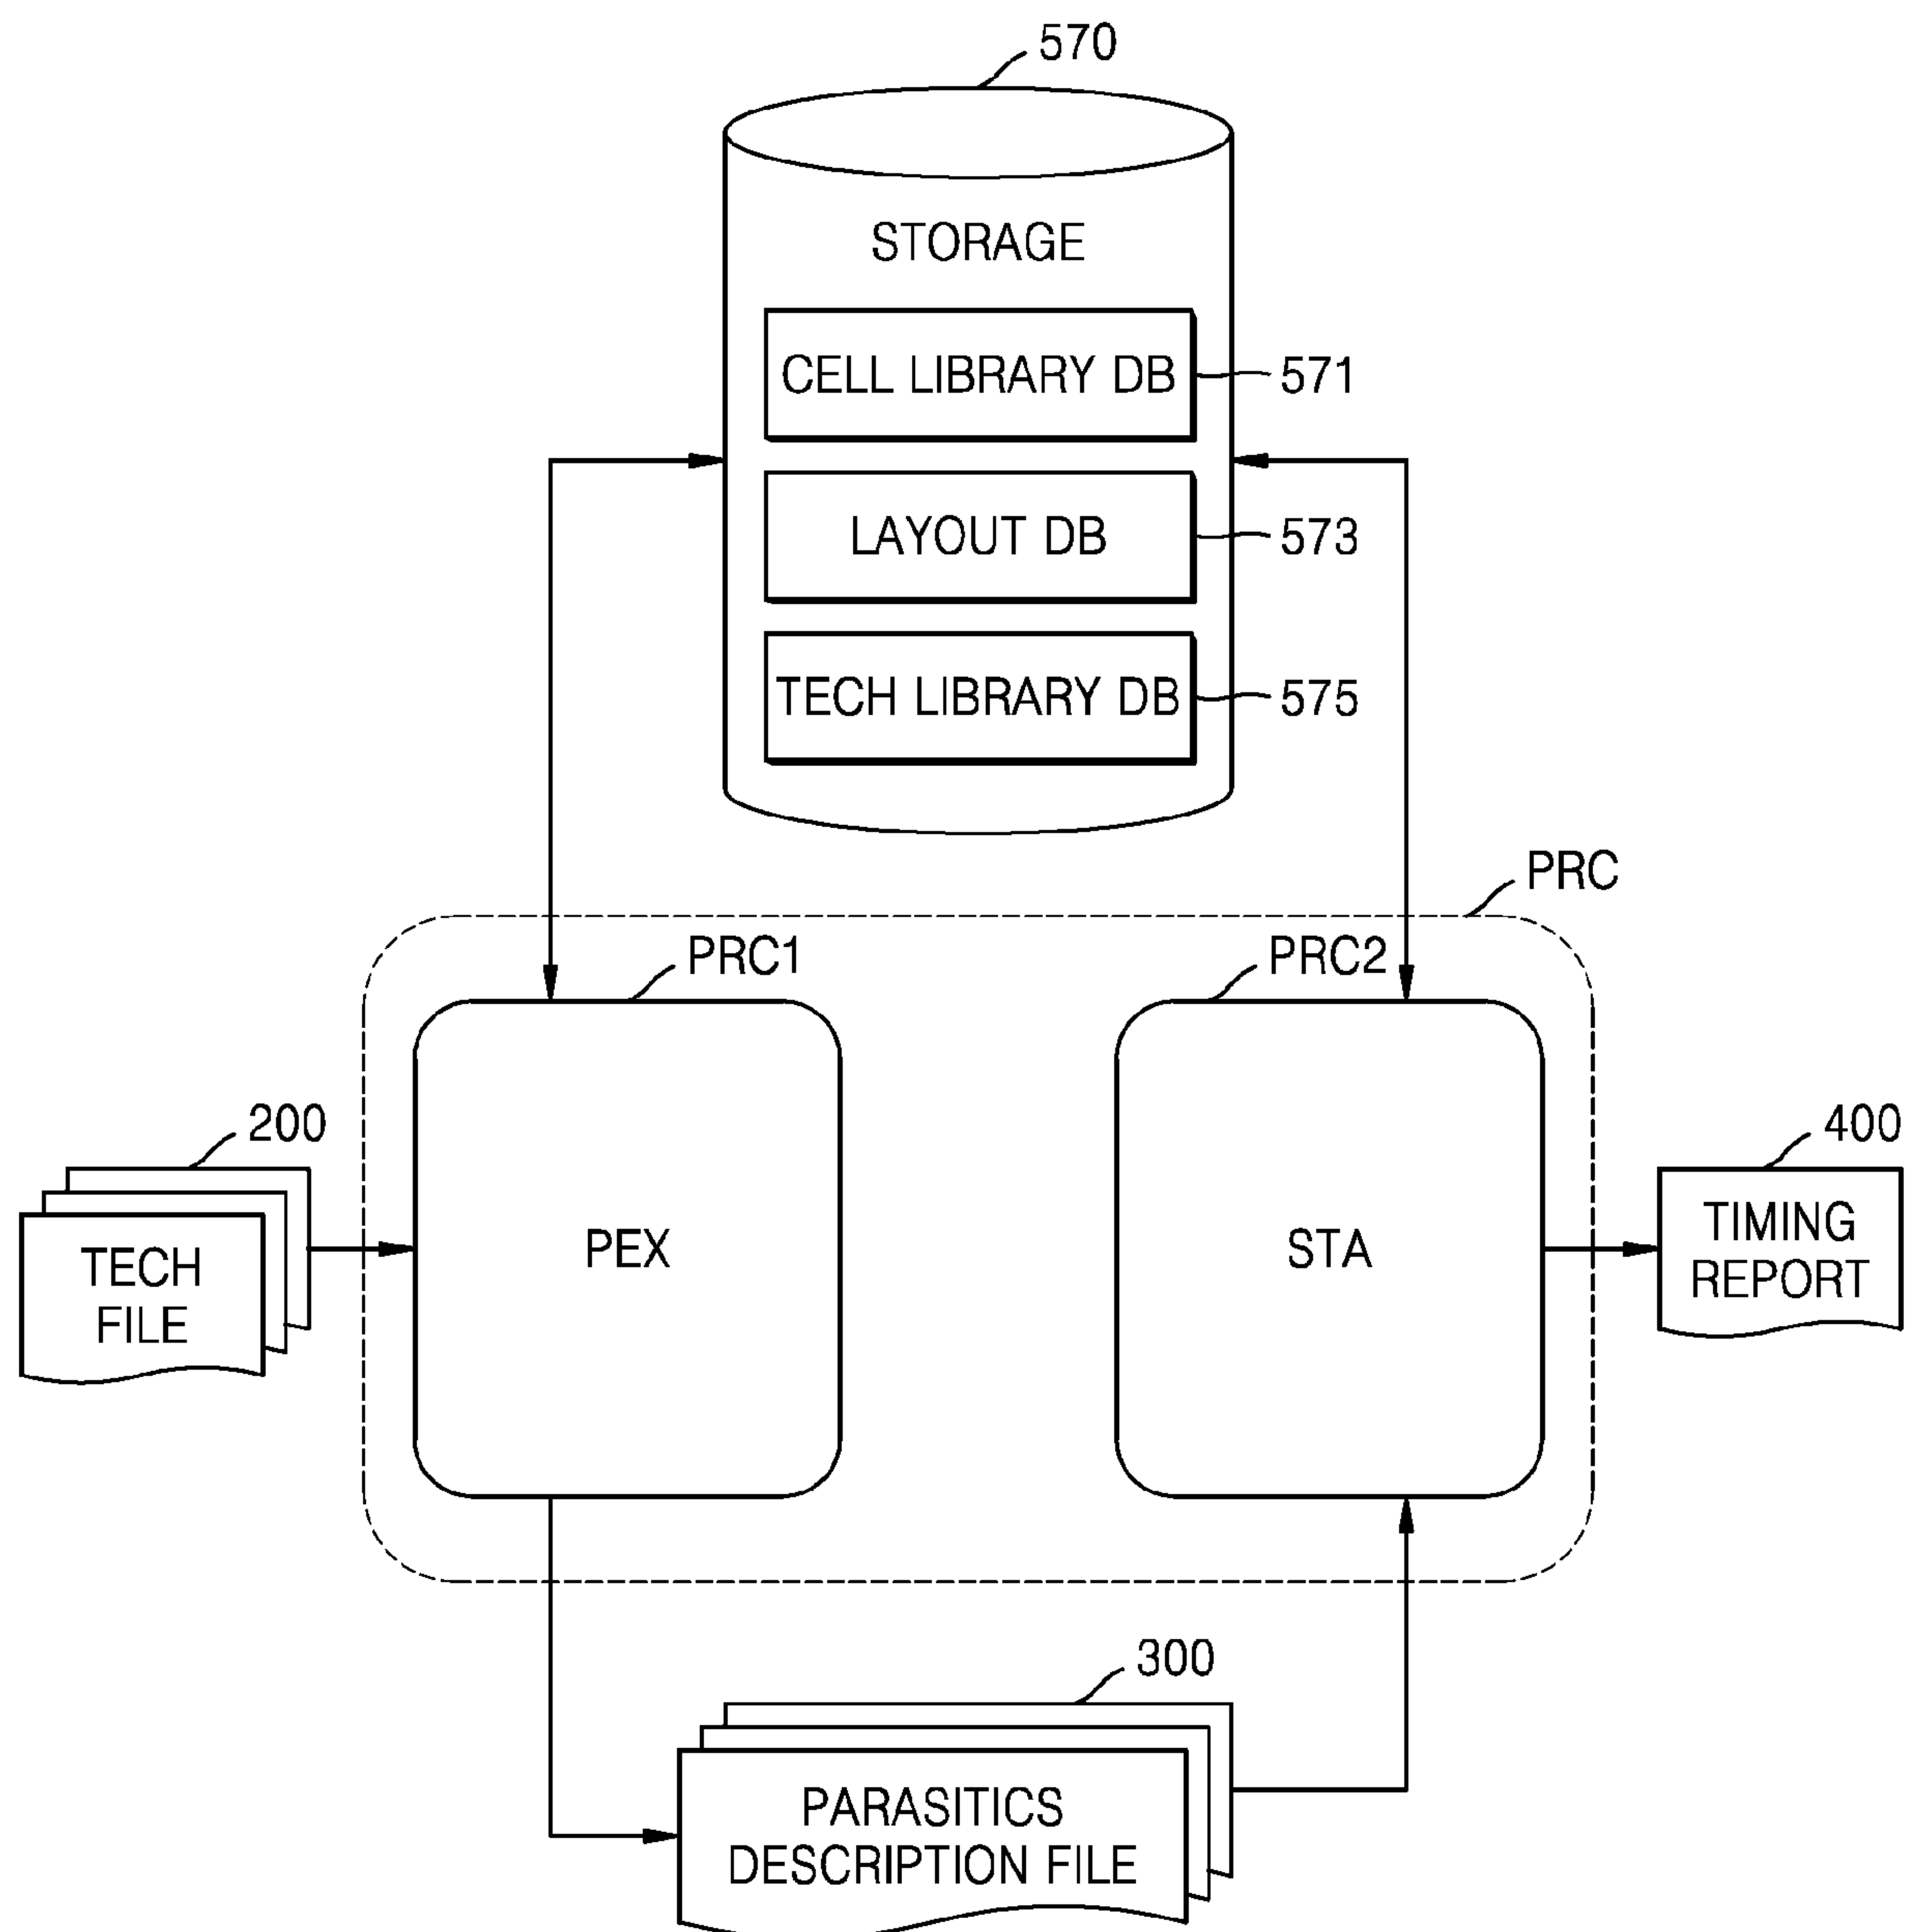 570
STORAGE
CELL LIBRARY DB
571
LAYOUT DB
573
TECH LIBRARY DB
575
PRC
PRC1
PRC2
200
400
TECH
FILE
PEX
STA
TIMING
REPORT
300
PARASITICS
DESCRIPTION FILE